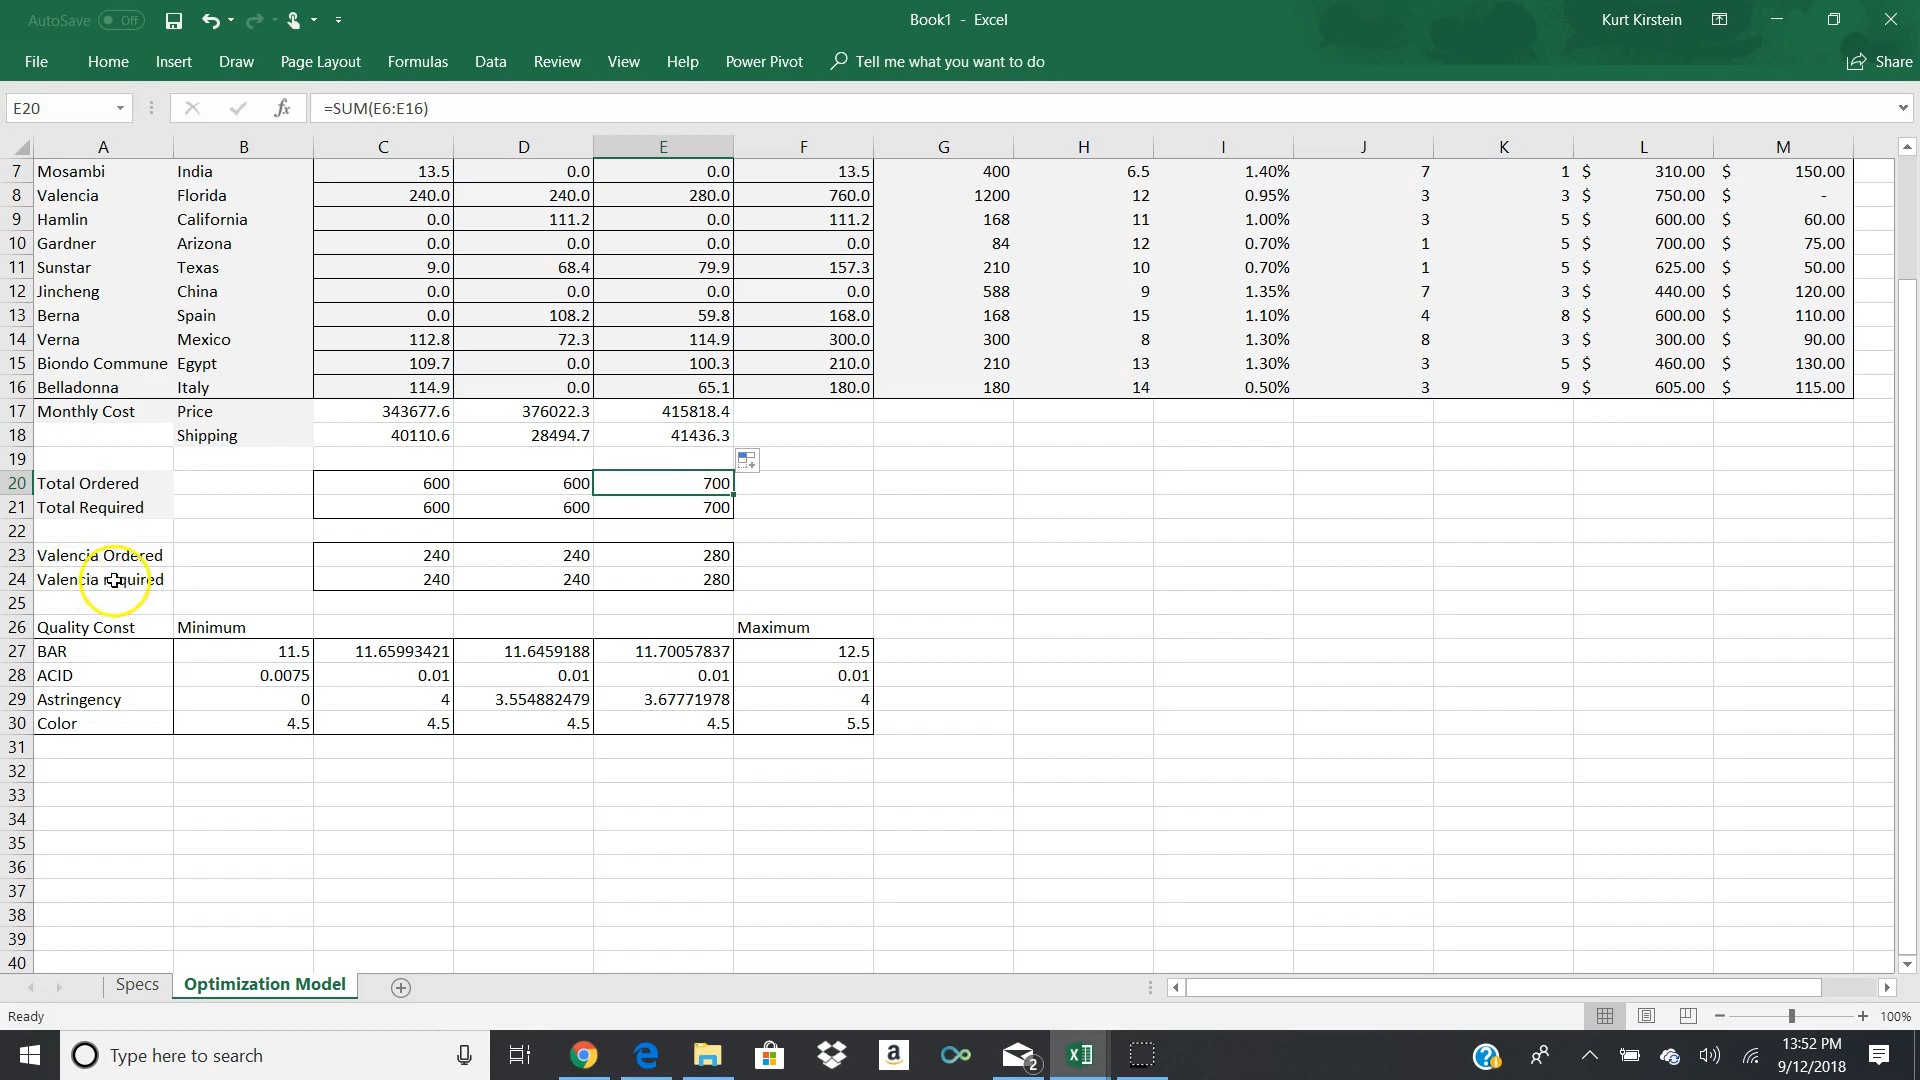 AutoSave Off Book1 - Excel Kurt Kirstein
File Home Insert Draw Page Layout Formulas Data Review View Help Power Pivot Tell me what you want to do Share
E20 fx =SUM(E6:E16)
A B C D E F G H I J K L M
7 Mosambi India 13.5 0.0 0.0 13.5 400 6.5 1.40% 7 1 $ 310.00 $ 150.00
8 Valencia Florida 240.0 240.0 280.0 760.0 1200 12 0.95% 3 3 $ 750.00 $ -
9 Hamlin California 0.0 111.2 0.0 111.2 168 11 1.00% 3 5 $ 600.00 $ 60.00
10 Gardner Arizona 0.0 0.0 0.0 0.0 84 12 0.70% 1 5 $ 700.00 $ 75.00
11 Sunstar Texas 9.0 68.4 79.9 157.3 210 10 0.70% 1 5 $ 625.00 $ 50.00
12 Jincheng China 0.0 0.0 0.0 0.0 588 9 1.35% 7 3 $ 440.00 $ 120.00
13 Berna Spain 0.0 108.2 59.8 168.0 168 15 1.10% 4 8 $ 600.00 $ 110.00
14 Verna Mexico 112.8 72.3 114.9 300.0 300 8 1.30% 8 3 $ 300.00 $ 90.00
15 Biondo Commune Egypt 109.7 0.0 100.3 210.0 210 13 1.30% 3 5 $ 460.00 $ 130.00
16 Belladonna Italy 114.9 0.0 65.1 180.0 180 14 0.50% 3 9 $ 605.00 $ 115.00
17 Monthly Cost Price 343677.6 376022.3 415818.4
18 Shipping 40110.6 28494.7 41436.3
19
20 Total Ordered 600 600 700
21 Total Required 600 600 700
22
23 Valencia Ordered 240 240 280
24 Valencia required 240 240 280
25
26 Quality Const Minimum Maximum
27 BAR 11.5 11.65993421 11.6459188 11.70057837 12.5
28 ACID 0.0075 0.01 0.01 0.01 0.01
29 Astringency 0 4 3.554882479 3.67771978 4
30 Color 4.5 4.5 4.5 4.5 5.5
31
32
33
34
35
36
37
38
39
40
Specs Optimization Model
Ready 100%
Type here to search a 2 13:52 PM
9/12/2018